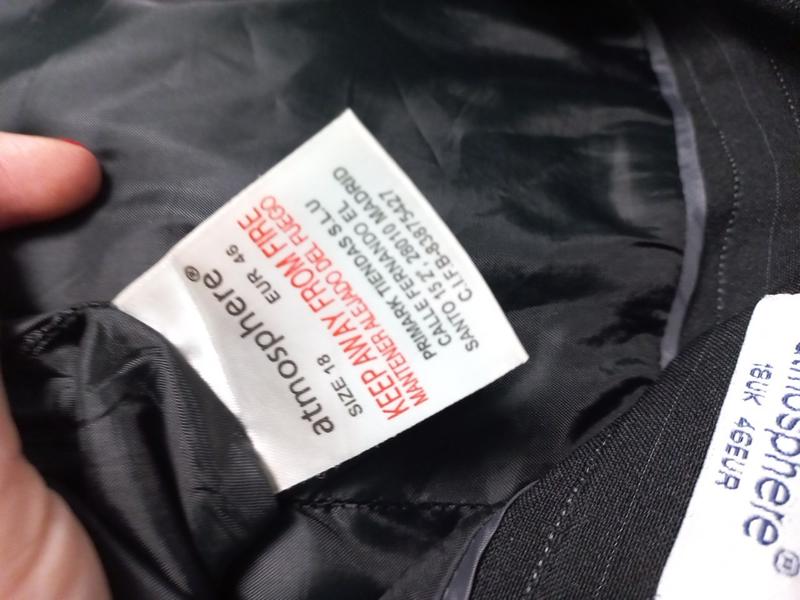 atmosphere®
SIZE 18 EUR 46
KEEP AWAY FROM FIRE
MANTENER ALEJADO DEL FUEGO
PRIMARK TIENDAS S.L.U
CALLE FERNANDO EL
SANTO 15 2° 28010 MADRID
C.I.F.B-83875427
atmosphere®
18UK 46EUR